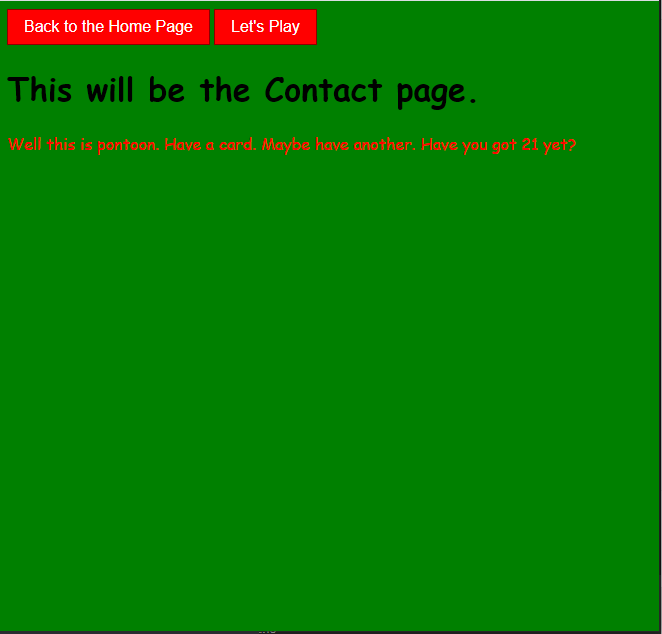 Back to the Home Page Let's Play
This will be the Contact page.
Well this is pontoon. Have a card. Maybe have another. Have you got 21 yet?